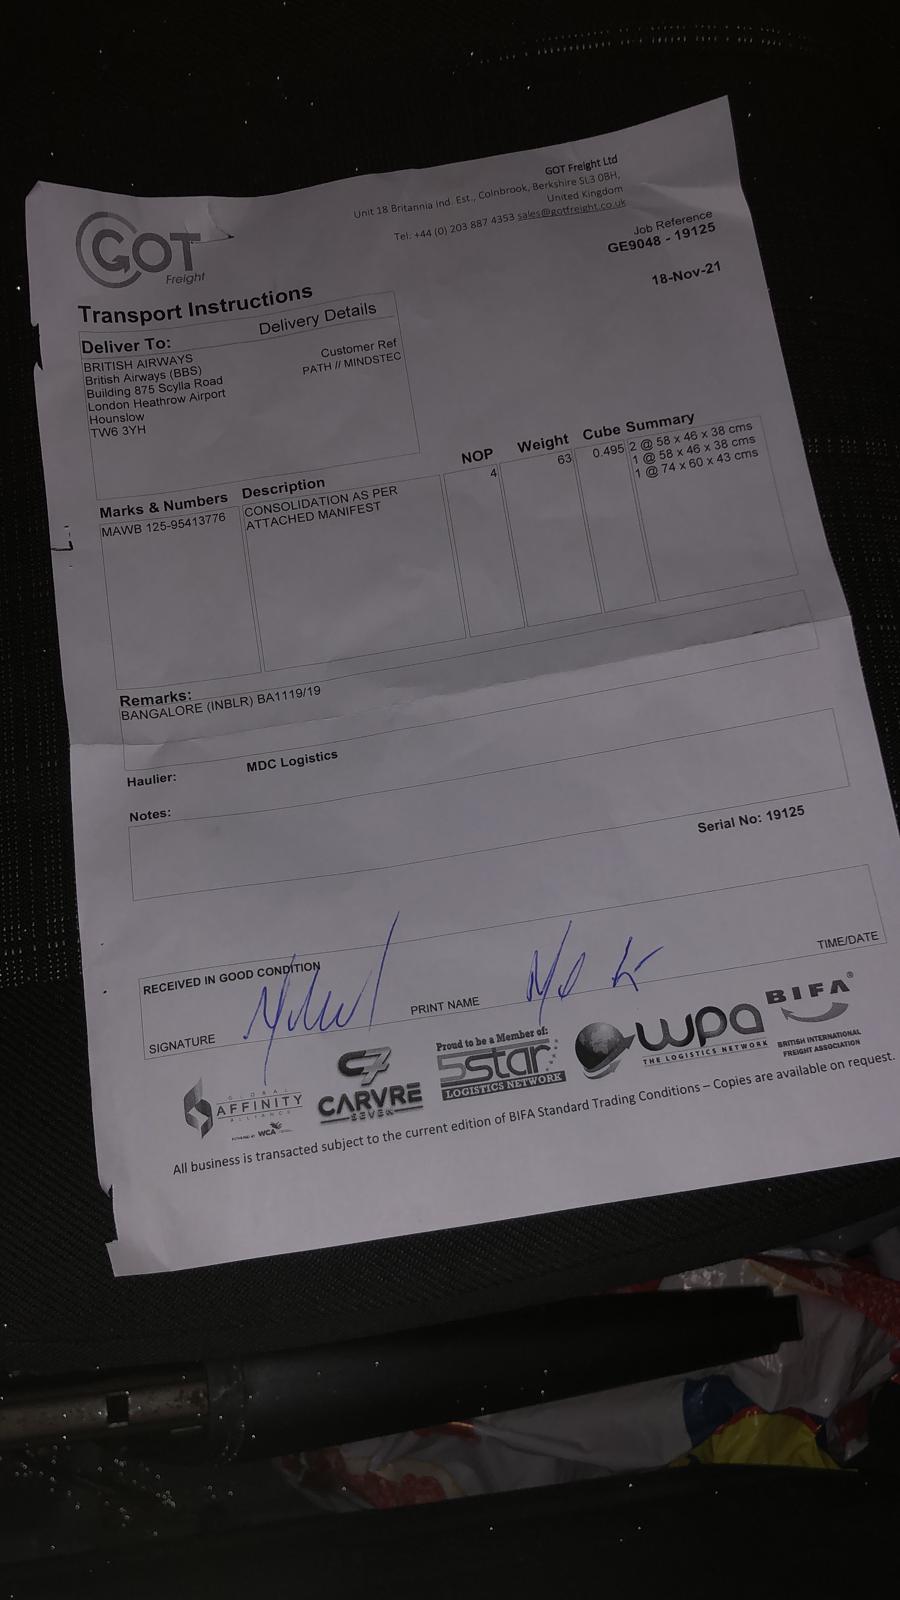 GOT
Freight
GOT Freight Ltd
Unit 18 Britannia Ind. Est., Colnbrook, Berkshire SL3 0BH,
United Kingdom
Tel: +44 (0) 203 887 4353 sales@gotfreight.co.uk
Job Reference
GE9048 - 19125
18-Nov-21
Transport Instructions
Delivery Details
Deliver To:
BRITISH AIRWAYS
British Airways (BBS)
Building 875 Scylla Road
London Heathrow Airport
Hounslow
TW6 3YH
Customer Ref
PATH // MINDSTEC
Marks & Numbers Description NOP Weight Cube Summary
MAWB 125-95413776 CONSOLIDATION AS PER 4 63 0.495 2 @ 58 x 46 x 38 cms
ATTACHED MANIFEST 1 @ 58 x 46 x 38 cms
1 @ 74 x 60 x 43 cms
Remarks:
BANGALORE (INBLR) BA1119/19
Haulier: MDC Logistics
Notes:
Serial No: 19125
RECEIVED IN GOOD CONDITION
SIGNATURE PRINT NAME TIME/DATE
GLOBAL
AFFINITY
ALLIANCE
POWERED BY WCA
C7
CARVRE
SEVEN
Proud to be a Member of:
5star
LOGISTICS NETWORK
wpa
THE LOGISTICS NETWORK
BIFA®
BRITISH INTERNATIONAL
FREIGHT ASSOCIATION
All business is transacted subject to the current edition of BIFA Standard Trading Conditions – Copies are available on request.